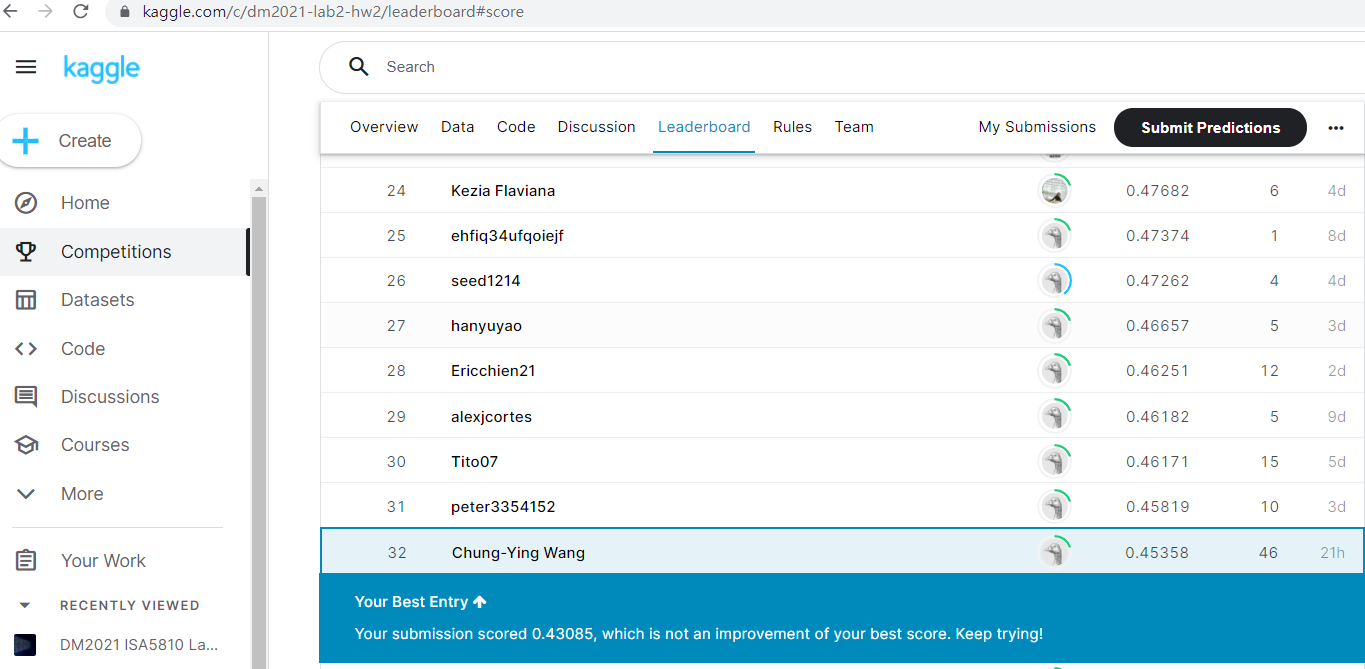 kaggle.com/c/dm2021-lab2-hw2/leaderboard#score
kaggle
Search
Create
Overview Data Code Discussion Leaderboard Rules Team My Submissions Submit Predictions
Home
Competitions
Datasets
Code
Discussions
Courses
More
Your Work
RECENTLY VIEWED
DM2021 ISA5810 La...
24 Kezia Flaviana 0.47682 6 4d
25 ehfiq34ufqoiejf 0.47374 1 8d
26 seed1214 0.47262 4 4d
27 hanyuyao 0.46657 5 3d
28 Ericchien21 0.46251 12 2d
29 alexjcortes 0.46182 5 9d
30 Tito07 0.46171 15 5d
31 peter3354152 0.45819 10 3d
32 Chung-Ying Wang 0.45358 46 21h
Your Best Entry
Your submission scored 0.43085, which is not an improvement of your best score. Keep trying!